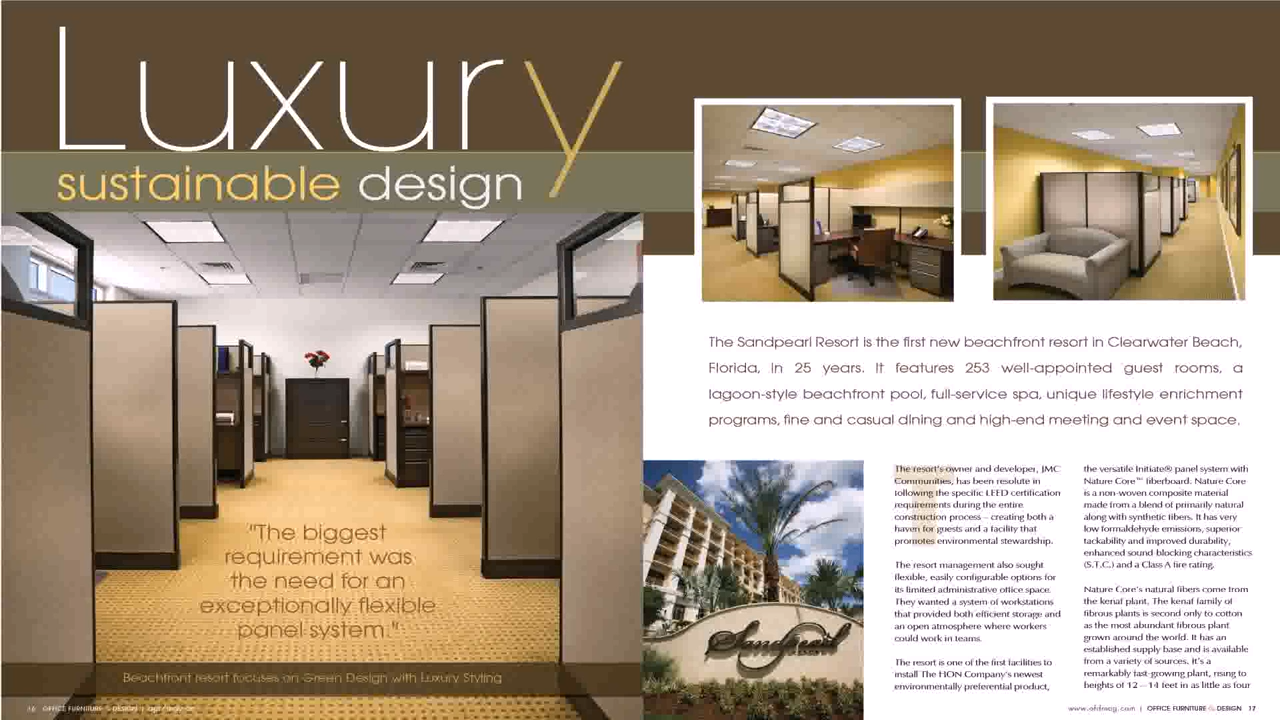 Luxury
sustainable design
"The biggest
requirement was
the need for an
exceptionally flexible
panel system."
Beachfront resort focuses on Green Design with Luxury Styling
16 OFFICE FURNITURE & DESIGN |
The Sandpearl Resort is the first new beachfront resort in Clearwater Beach,
Florida, in 25 years. It features 253 well-appointed guest rooms, a
lagoon-style beachfront pool, full-service spa, unique lifestyle enrichment
programs, fine and casual dining and high-end meeting and event space.
Sandpearl
The resort's owner and developer, JMC
Communities, has been resolute in
following the specific LEED certification
requirements during the entire
construction process – creating both a
haven for guests and a facility that
promotes environmental stewardship.
The resort management also sought
flexible, easily configurable options for
its limited administrative office space.
They wanted a system of workstations
that provided both efficient storage and
an open atmosphere where workers
could work in teams.
The resort is one of the first facilities to
install The HON Company's newest
environmentally preferential product,
the versatile Initiate® panel system with
Nature Core™ fiberboard. Nature Core
is a non-woven composite material
made from a blend of primarily natural
along with synthetic fibers. It has very
low formaldehyde emissions, superior
tackability and improved durability,
enhanced sound blocking characteristics
(S.T.C.) and a Class A fire rating.
Nature Core's natural fibers come from
the kenaf plant. The kenaf family of
fibrous plants is second only to cotton
as the most abundant fibrous plant
grown around the world. It has an
established supply base and is available
from a variety of sources. It's a
remarkably fast-growing plant, rising to
heights of 12 – 14 feet in as little as four
www.ofdmag.com | OFFICE FURNITURE & DESIGN 17